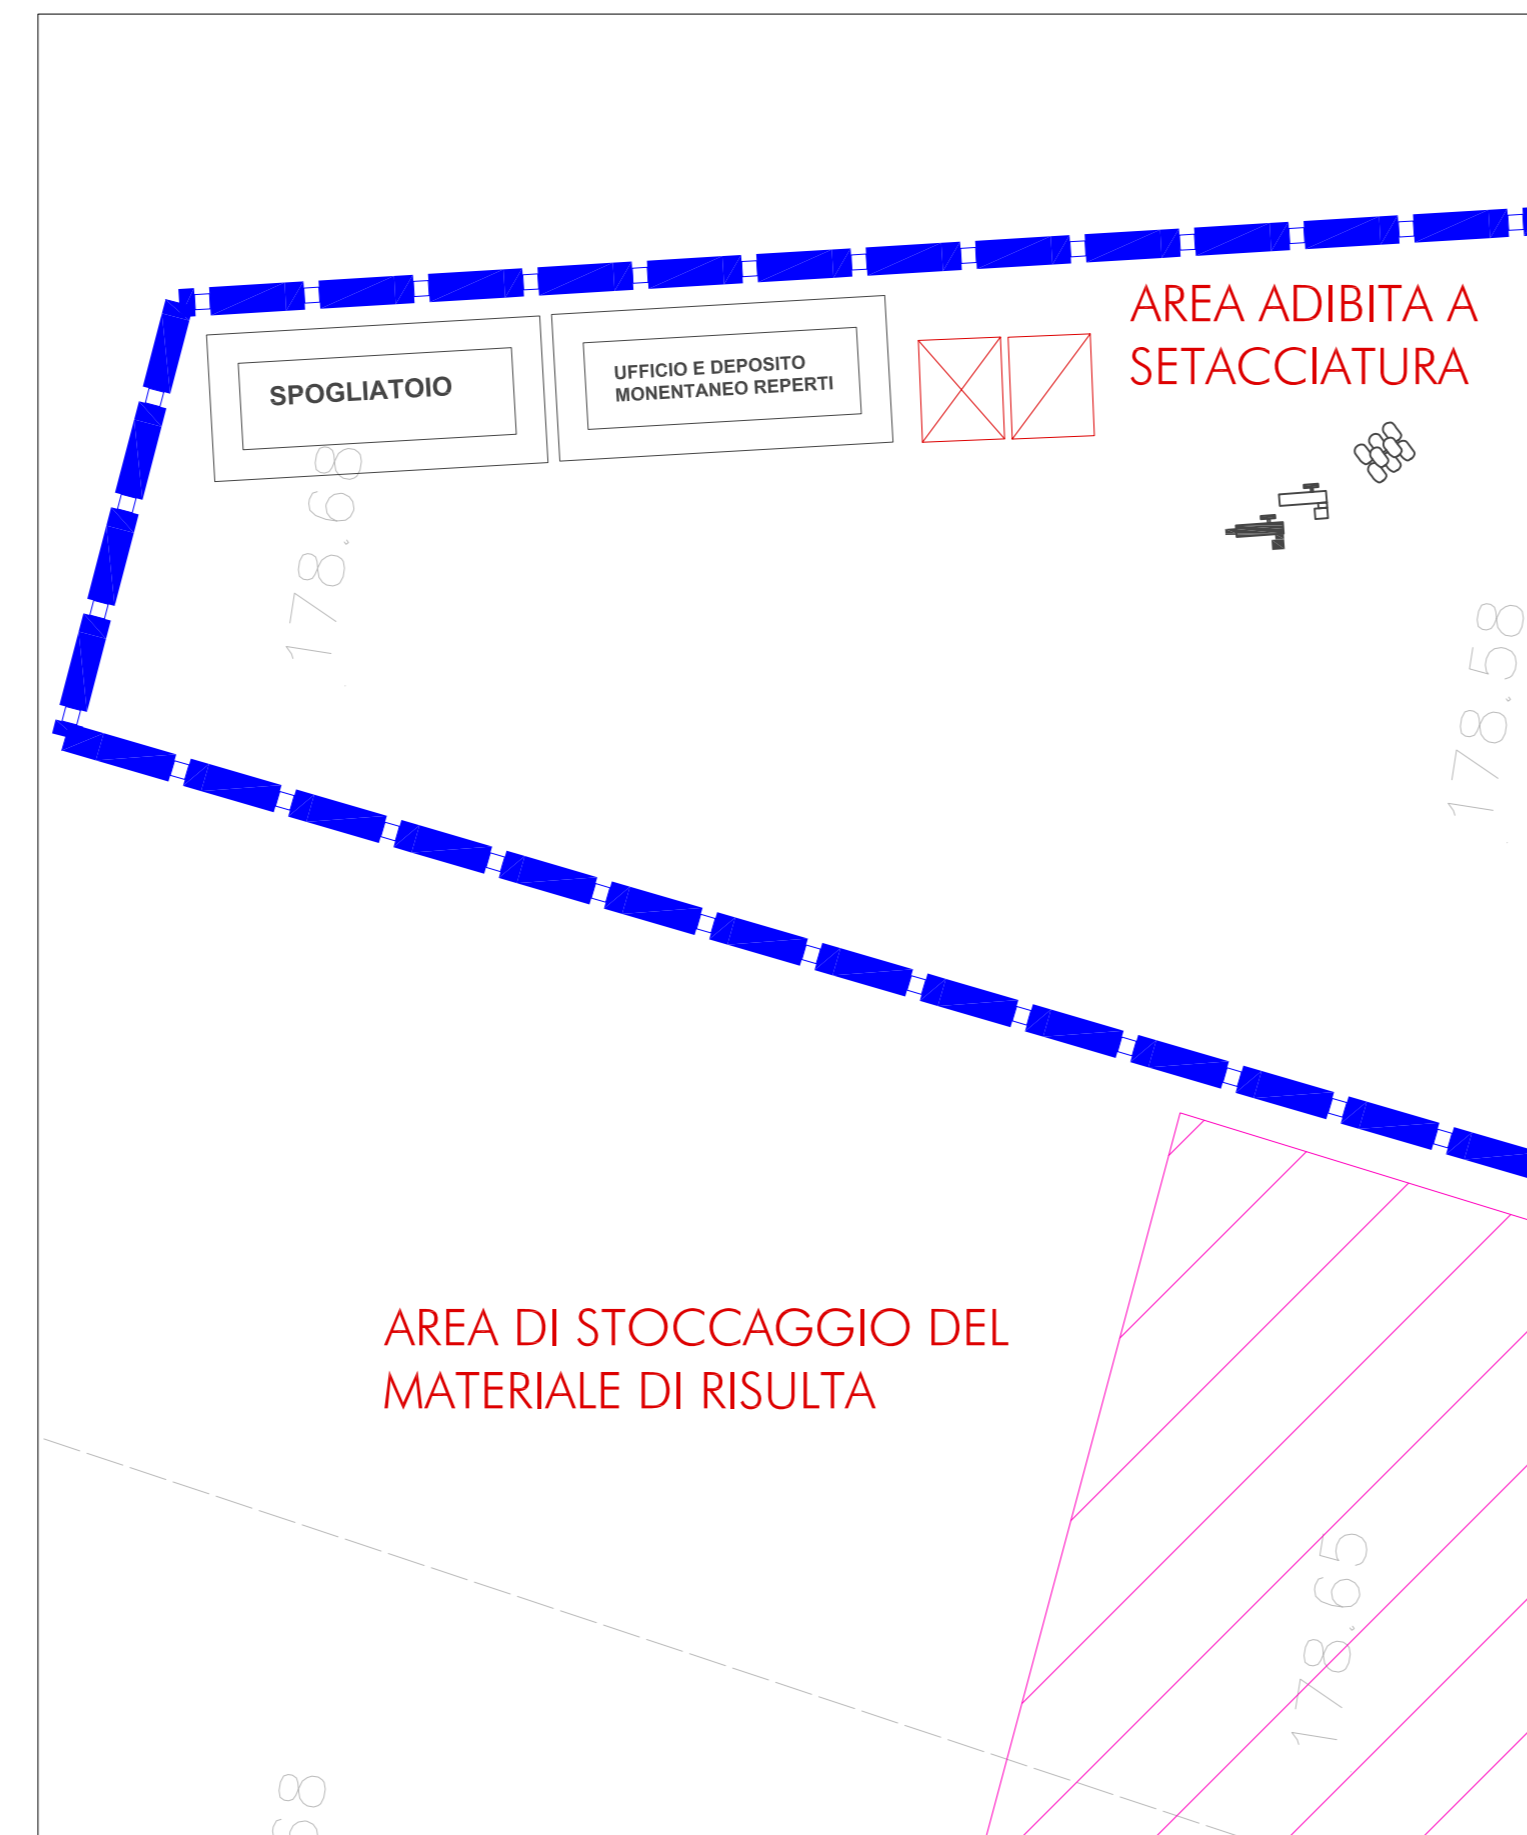 AREA ADIBITA A
SETACCIATURA
SPOGLIATOIO
UFFICIO E DEPOSITO
MONENTANEO REPERTI
178.68
178.58
AREA DI STOCCAGGIO DEL
MATERIALE DI RISULTA
178.65